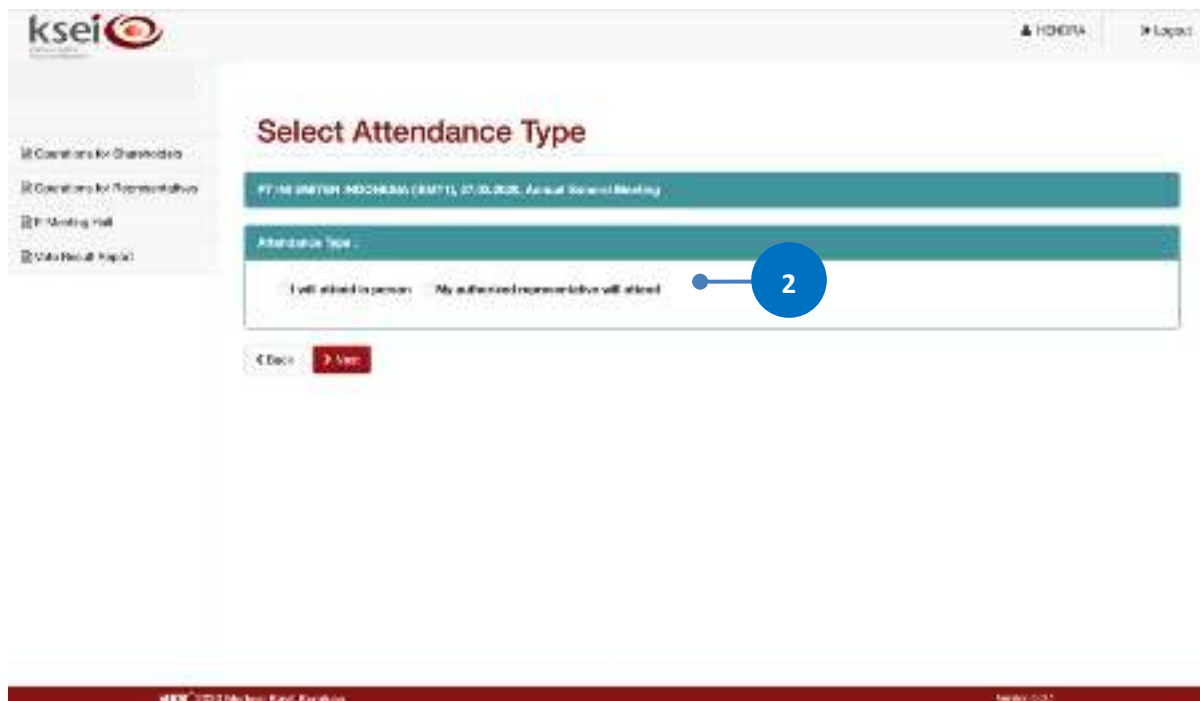 ksei
Logout
Select Attendance Type
Operations for Shareholders
Operations for Representatives
E-Meeting Hall
Vote Result Report
INDONESIA Annual General Meeting
Attendance Type :
I will attend in person My authorized representative will attend
2
Back Next